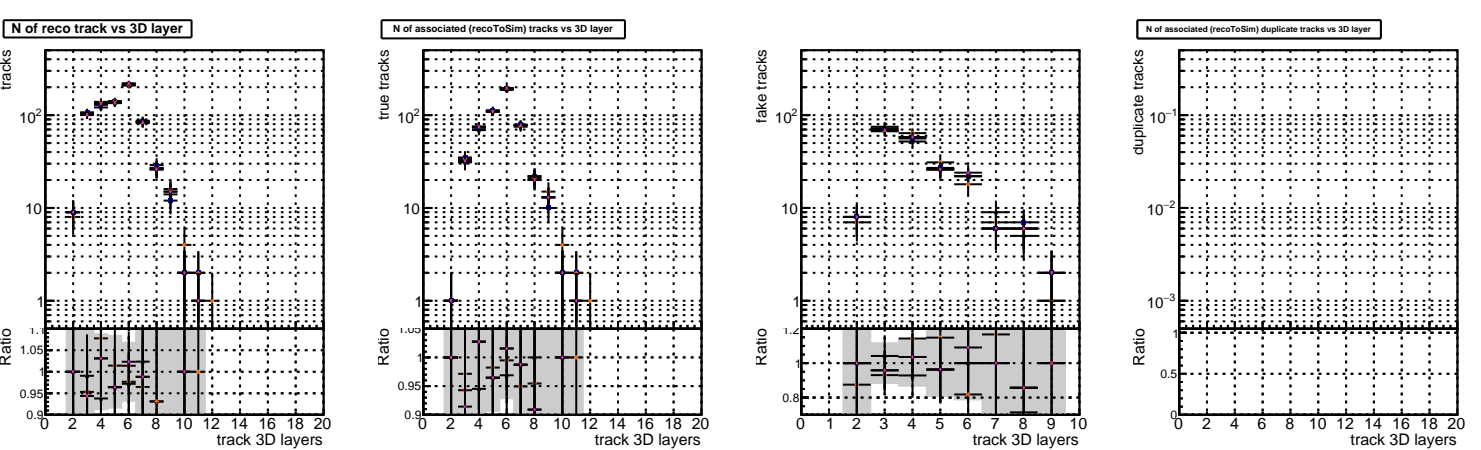 N of reco track vs 3D layer
tracks
10²
10
1
Ratio
1.1
1.05
1
0.95
0.9
0 2 4 6 8 10 12 14 16 18 20
track 3D layers
N of associated (recoToSim) tracks vs 3D layer
true tracks
10²
10
1
Ratio
1.05
1
0.95
0.9
0 2 4 6 8 10 12 14 16 18 20
track 3D layers
fake tracks
10²
10
1
Ratio
1.2
1
0.8
0 1 2 3 4 5 6 7 8 9 10
track 3D layers
N of associated (recoToSim) duplicate tracks vs 3D layer
duplicate tracks
10⁻¹
10⁻²
10⁻³
Ratio
1
0.5
0
0 2 4 6 8 10 12 14 16 18 20
track 3D layers